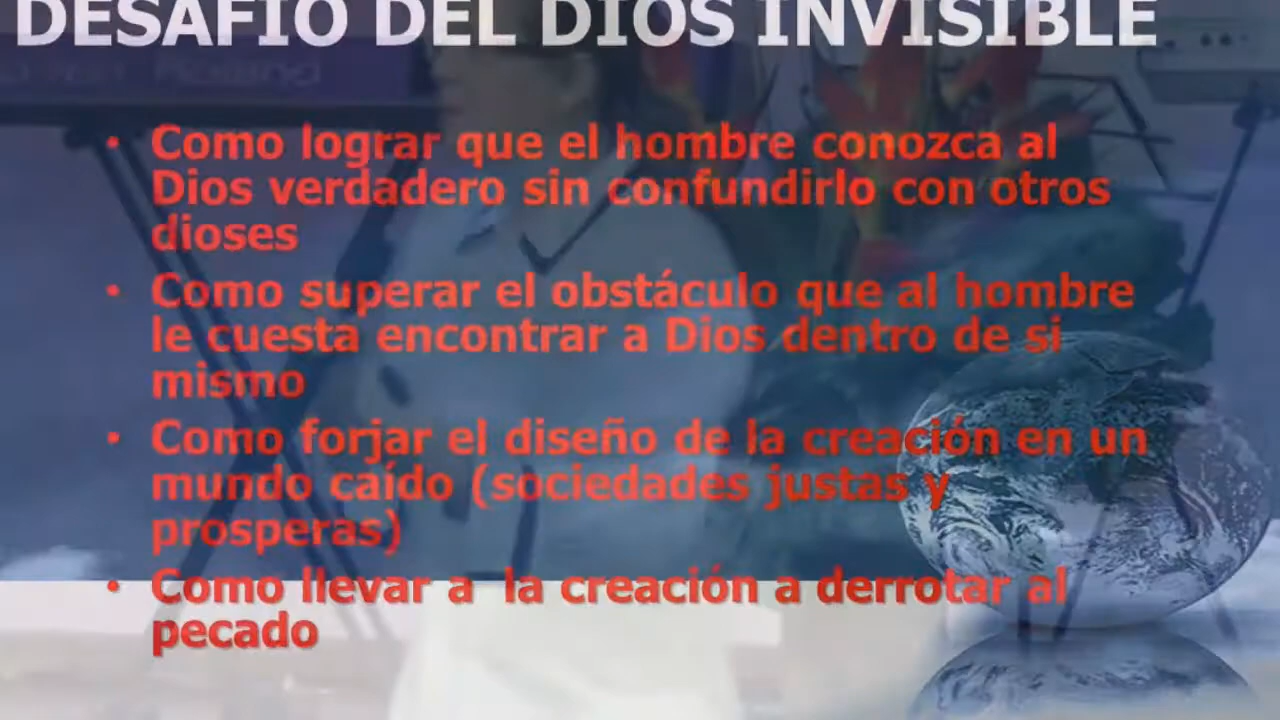 DESAFIO DEL DIOS INVISIBLE
• Como lograr que el hombre conozca al
Dios verdadero sin confundirlo con otros
dioses
• Como superar el obstáculo que al hombre
le cuesta encontrar a Dios dentro de si
mismo
• Como forjar el diseño de la creación en un
mundo caído (sociedades justas y
prosperas)
• Como llevar a  la creación a derrotar al
pecado